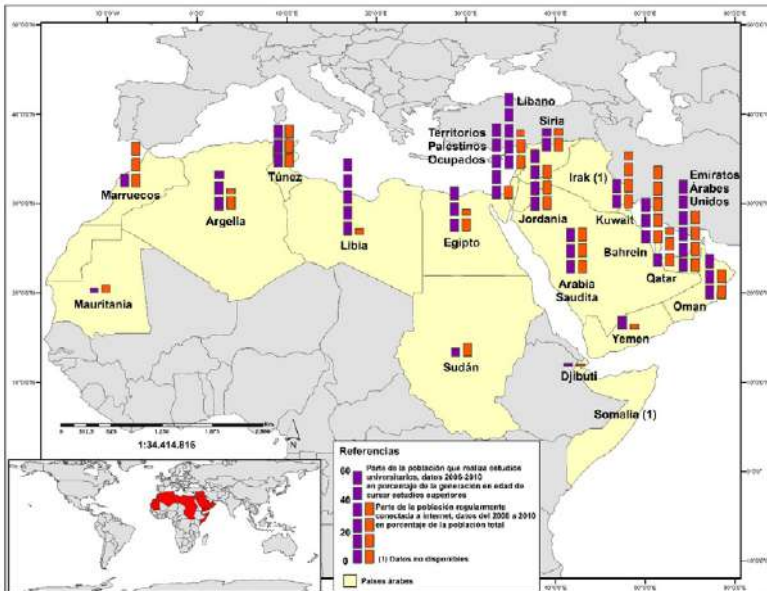 Líbano
Siria
Territorios
Palestinos
Ocupados
Irak (1)
Emiratos
Árabes
Unidos
Marruecos
Túnez
Argelia
Libia
Egipto
Jordania
Kuwait
Bahrein
Qatar
Arabia
Saudita
Oman
Mauritania
Yemen
Sudán
Djibuti
Somalia (1)
1:34.414.816
N
Referencias
60
Parte de la población que realiza estudios
universitarios, datos 2006-2010
en porcentaje de la generación en edad de
cursar estudios superiores
40
Parte de la población regularmente
conectada a internet, datos del 2008 a 2010
en porcentaje de la población total
20
0
(1) Datos no disponibles
Países árabes